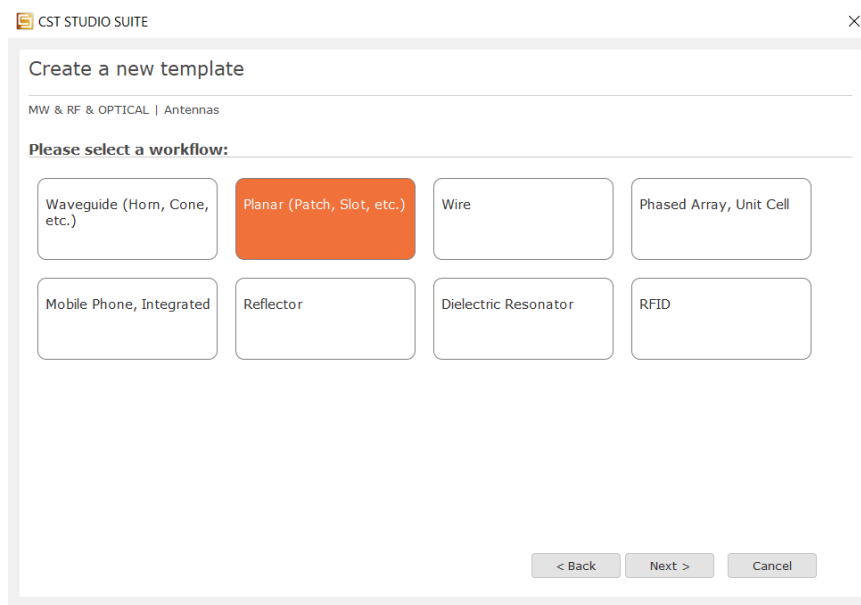 CST STUDIO SUITE
Create a new template
MW & RF & OPTICAL | Antennas
Please select a workflow:
Waveguide (Horn, Cone,
etc.)
Planar (Patch, Slot, etc.)
Wire
Phased Array, Unit Cell
Mobile Phone, Integrated
Reflector
Dielectric Resonator
RFID
< Back
Next >
Cancel